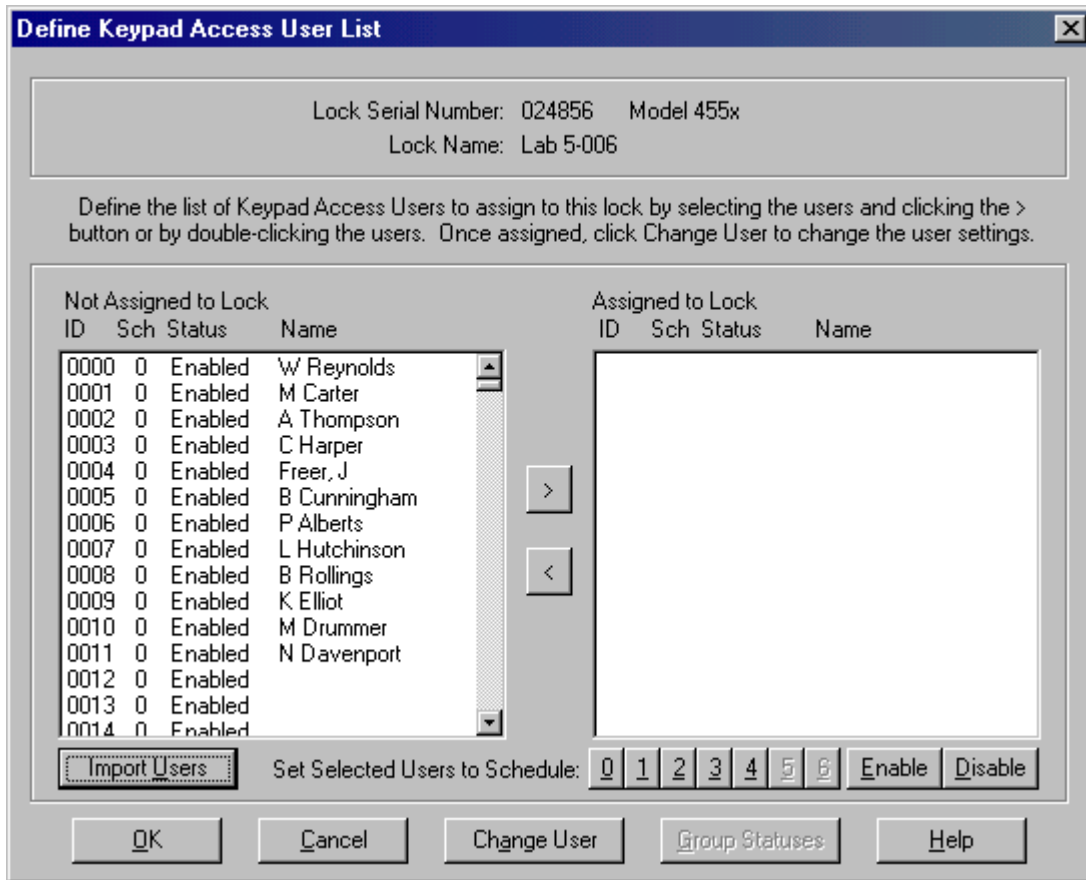 Define Keypad Access User List
Lock Serial Number: 024856 Model 455x
Lock Name: Lab 5-006
Define the list of Keypad Access Users to assign to this lock by selecting the users and clicking the >
button or by double-clicking the users. Once assigned, click Change User to change the user settings.
Not Assigned to Lock
ID Sch Status Name
0000 0 Enabled W Reynolds
0001 0 Enabled M Carter
0002 0 Enabled A Thompson
0003 0 Enabled C Harper
0004 0 Enabled Freer, J
0005 0 Enabled B Cunningham
0006 0 Enabled P Alberts
0007 0 Enabled L Hutchinson
0008 0 Enabled B Rollings
0009 0 Enabled K Elliot
0010 0 Enabled M Drummer
0011 0 Enabled N Davenport
0012 0 Enabled
0013 0 Enabled
0014 0 Enabled
>
<
Assigned to Lock
ID Sch Status Name
Import Users
Set Selected Users to Schedule: 0 1 2 3 4 5 6 Enable Disable
OK Cancel Change User Group Statuses Help